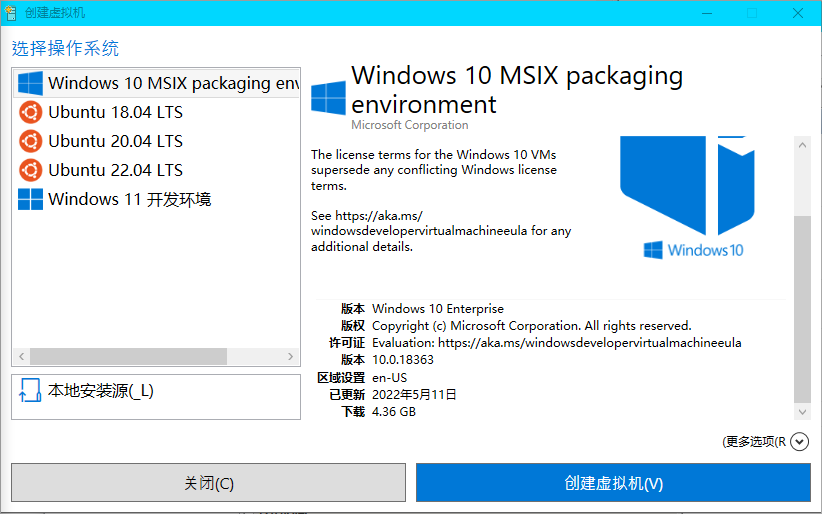 创建虚拟机
选择操作系统
Windows 10 MSIX packaging env
Ubuntu 18.04 LTS
Ubuntu 20.04 LTS
Ubuntu 22.04 LTS
Windows 11 开发环境
本地安装源(_L)
Windows 10 MSIX packaging
environment
Microsoft Corporation
The license terms for the Windows 10 VMs
supersede any conflicting Windows license
terms.
See https://aka.ms/
windowsdevelopervirtualmachineeula for any
additional details.
Windows 10
版本 Windows 10 Enterprise
版权 Copyright (c) Microsoft Corporation. All rights reserved.
许可证 Evaluation: https://aka.ms/windowsdevelopervirtualmachineeula
版本 10.0.18363
区域设置 en-US
已更新 2022年5月11日
下载 4.36 GB
(更多选项(R
关闭(C)
创建虚拟机(V)